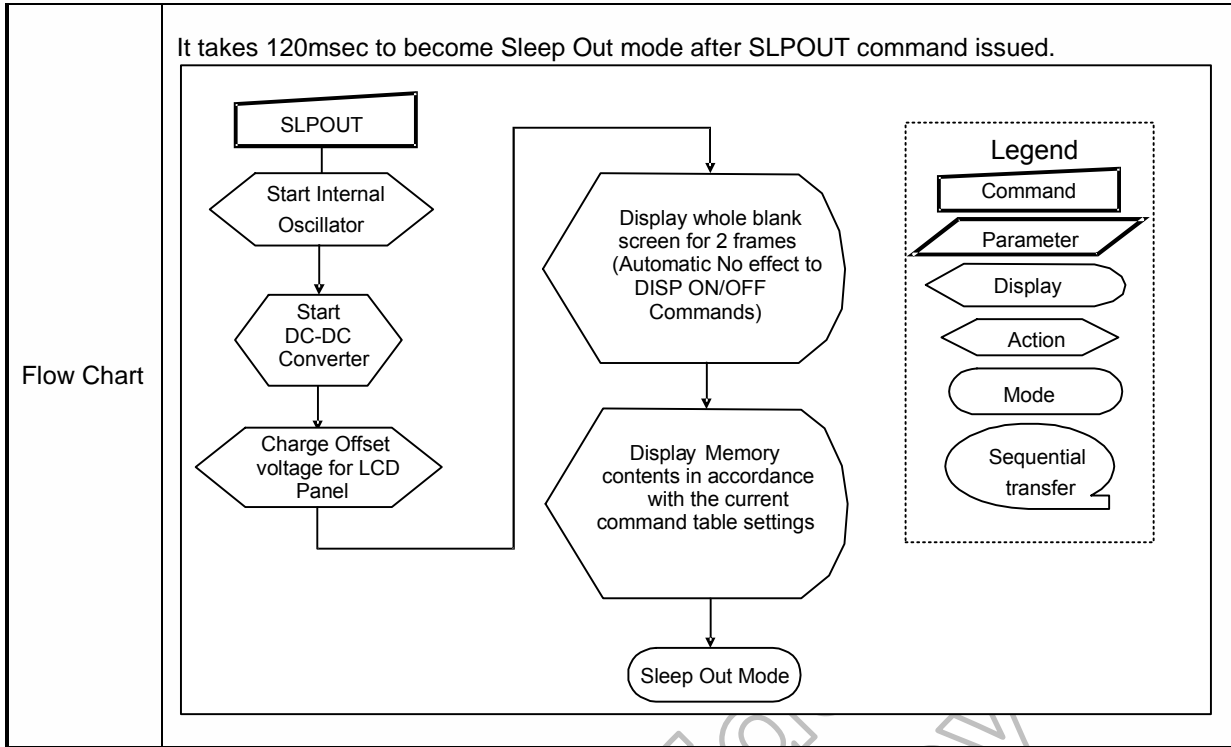 Flow Chart
It takes 120msec to become Sleep Out mode after SLPOUT command issued.
SLPOUT
Start Internal
Oscillator
Start
DC-DC
Converter
Charge Offset
voltage for LCD
Panel
Display whole blank
screen for 2 frames
(Automatic No effect to
DISP ON/OFF
Commands)
Display Memory
contents in accordance
with the current
command table settings
Sleep Out Mode
Legend
Command
Parameter
Display
Action
Mode
Sequential
transfer